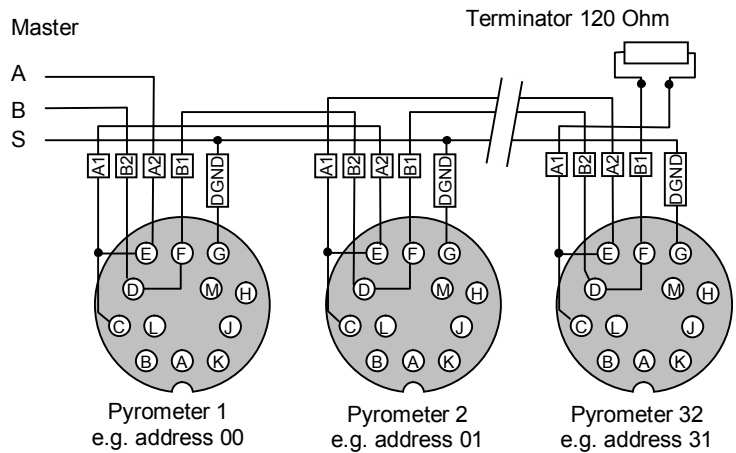 Master
Terminator 120 Ohm
A
B
S
A1 B2 A2 B1 DGND
A1 B2 A2 B1 DGND
A1 B2 A2 B1 DGND
E F G
D M H
C L J
B A K
E F G
D M H
C L J
B A K
E F G
D M H
C L J
B A K
Pyrometer 1
e.g. address 00
Pyrometer 2
e.g. address 01
Pyrometer 32
e.g. address 31